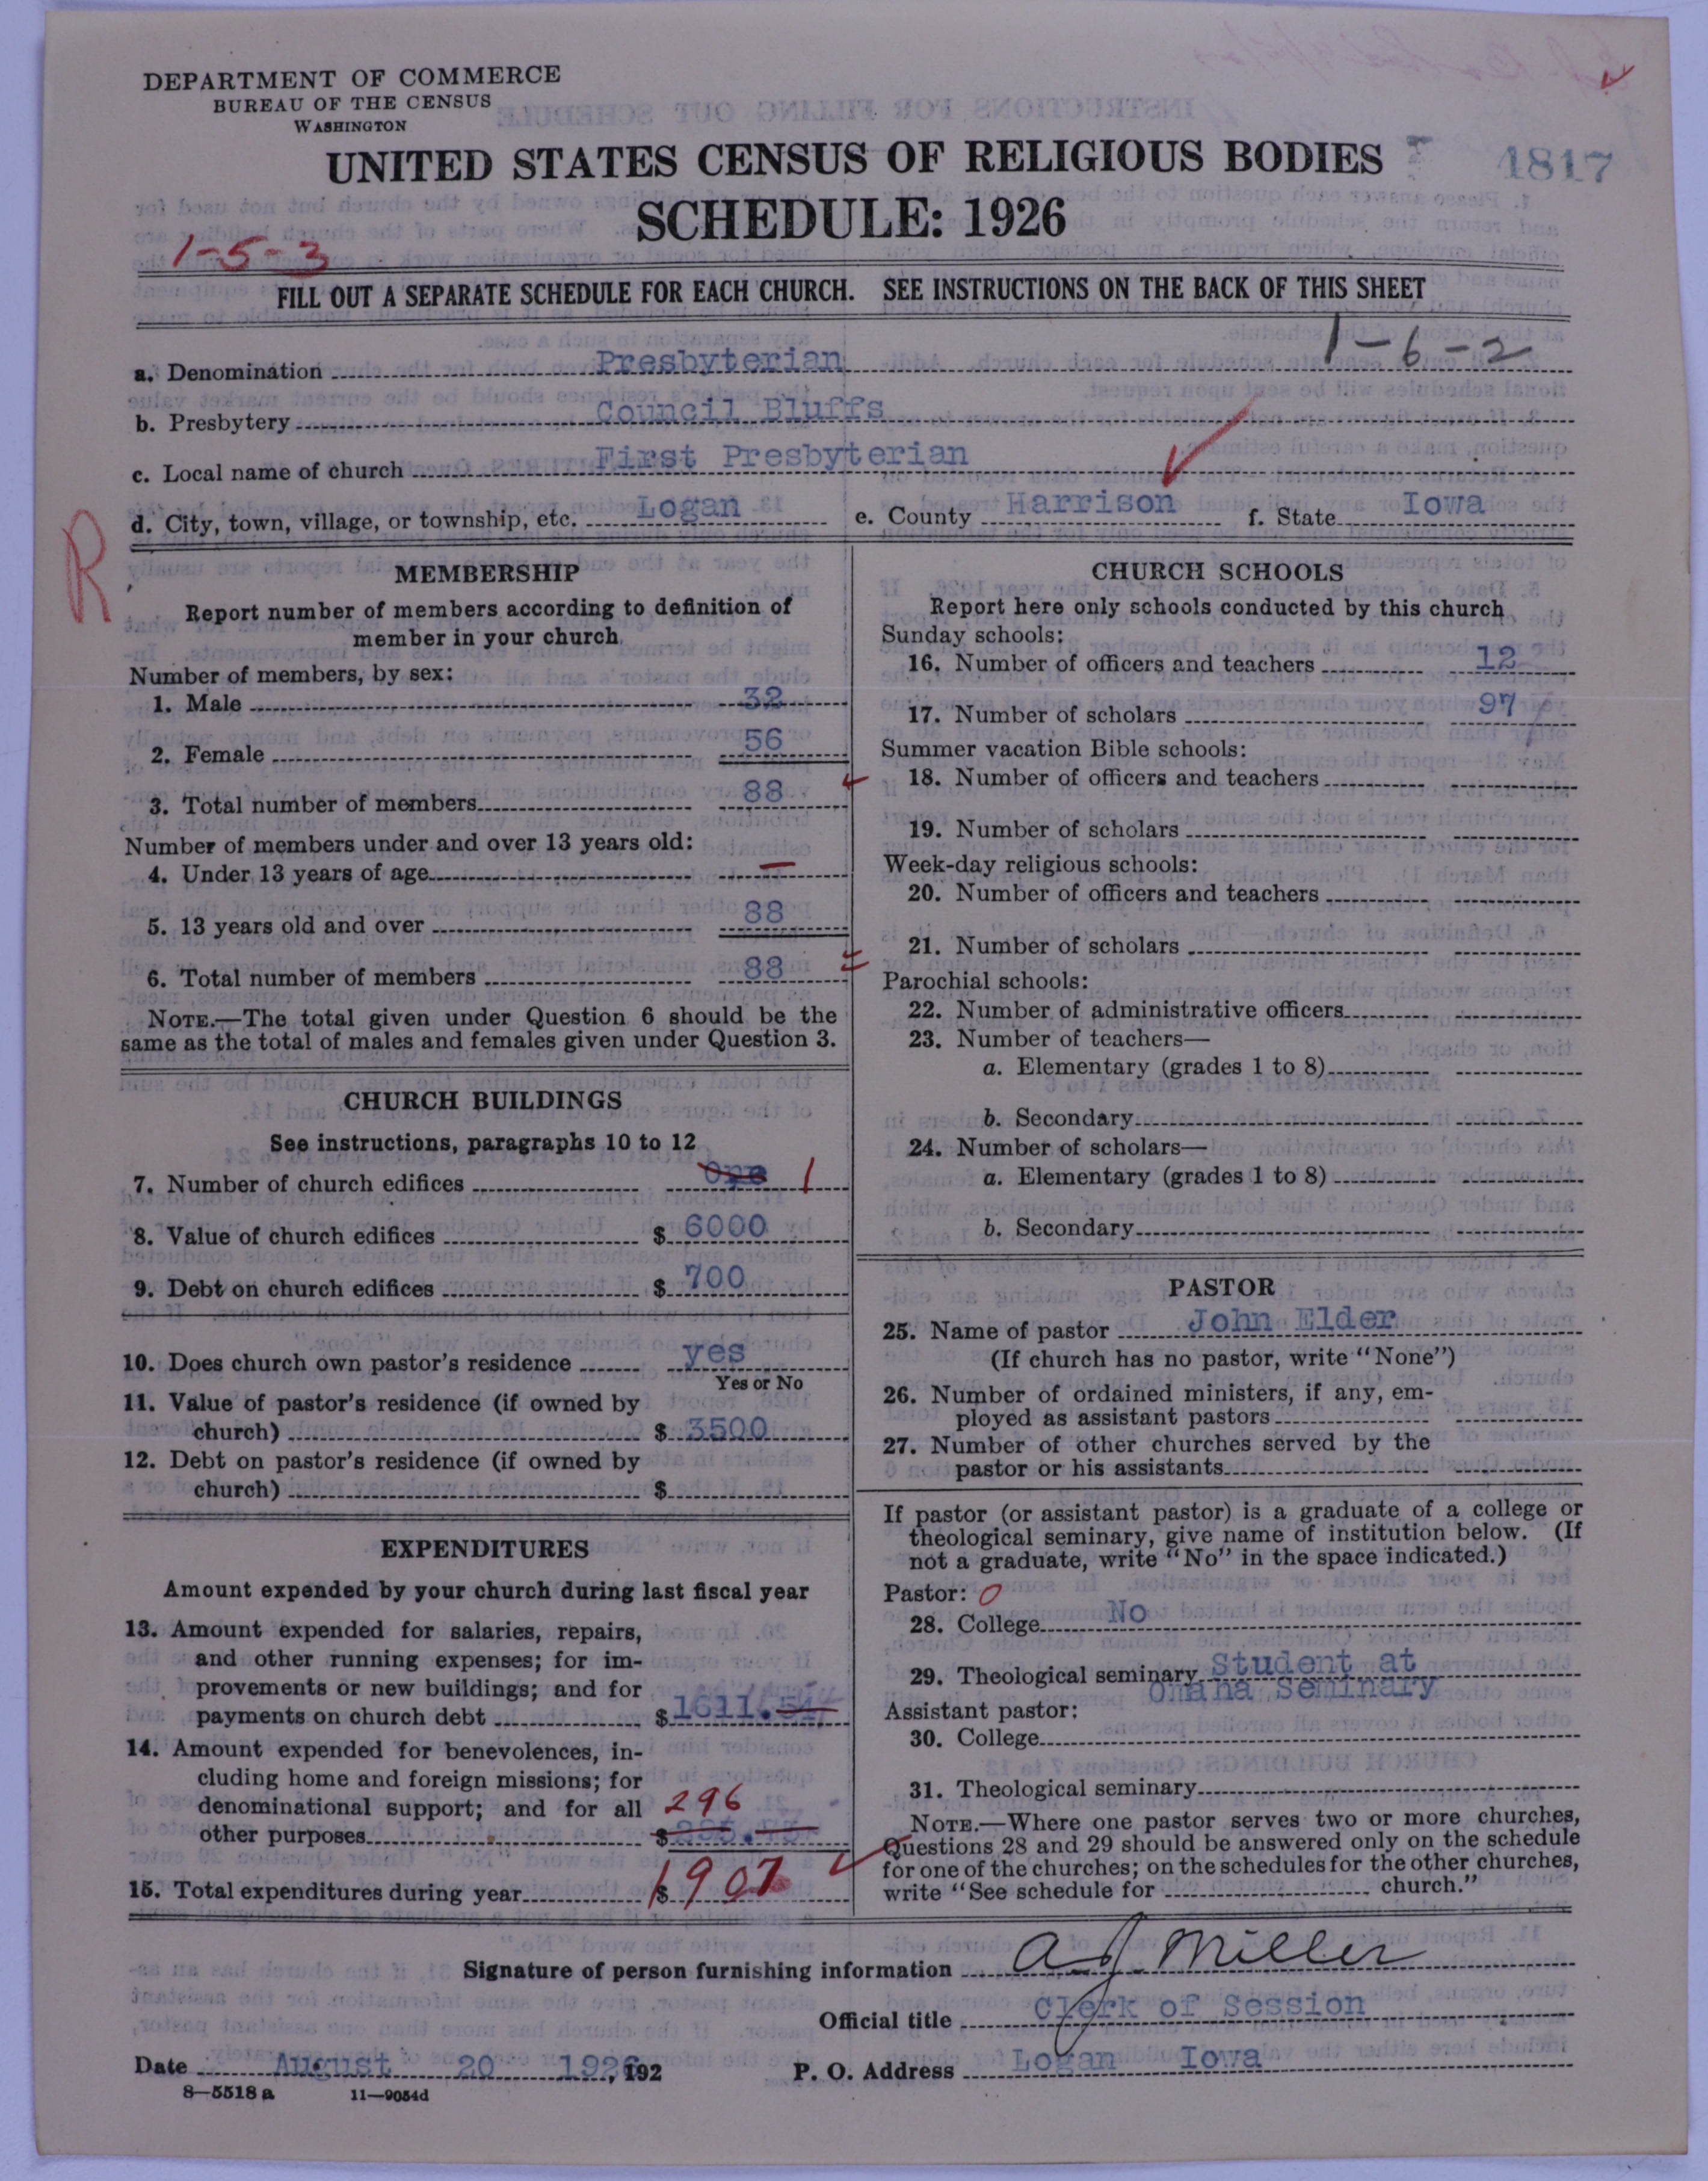 DEPARTMENT OF COMMERCE
BUREAU OF THE CENSUS
WASHINGTON
UNITED STATES CENSUS OF RELIGIOUS BODIES
1817
SCHEDULE: 1926
1-5-3
FILL OUT A SEPARATE SCHEDULE FOR EACH CHURCH. SEE INSTRUCTIONS ON THE BACK OF THIS SHEET
1-6-2
a. Denomination Presbyterian
b. Presbytery Council Bluffs
c. Local name of church First Presbyterian
d. City, town, village, or township, etc. Logan e. County Harrison f. State Iowa
R
MEMBERSHIP
Report number of members according to definition of
member in your church
Number of members, by sex:
1. Male 32
2. Female 56
3. Total number of members 88
Number of members under and over 13 years old:
4. Under 13 years of age —
5. 13 years old and over 88
6. Total number of members 88
NOTE.—The total given under Question 6 should be the
same as the total of males and females given under Question 3.
CHURCH BUILDINGS
See instructions, paragraphs 10 to 12
7. Number of church edifices One 1
8. Value of church edifices $ 6000
9. Debt on church edifices $ 700
10. Does church own pastor's residence yes
Yes or No
11. Value of pastor's residence (if owned by
church) $ 3500
12. Debt on pastor's residence (if owned by
church) $
EXPENDITURES
Amount expended by your church during last fiscal year
13. Amount expended for salaries, repairs,
and other running expenses; for im-
provements or new buildings; and for
payments on church debt $ 1611.54
14. Amount expended for benevolences, in-
cluding home and foreign missions; for
denominational support; and for all 296
other purposes $
15. Total expenditures during year $ 1907
CHURCH SCHOOLS
Report here only schools conducted by this church
Sunday schools:
16. Number of officers and teachers 12
17. Number of scholars 97
Summer vacation Bible schools:
18. Number of officers and teachers
19. Number of scholars
Week-day religious schools:
20. Number of officers and teachers
21. Number of scholars
Parochial schools:
22. Number of administrative officers
23. Number of teachers—
a. Elementary (grades 1 to 8)
b. Secondary
24. Number of scholars—
a. Elementary (grades 1 to 8)
b. Secondary
PASTOR
25. Name of pastor John Elder
(If church has no pastor, write "None")
26. Number of ordained ministers, if any, em-
ployed as assistant pastors
27. Number of other churches served by the
pastor or his assistants
If pastor (or assistant pastor) is a graduate of a college or
theological seminary, give name of institution below. (If
not a graduate, write "No" in the space indicated.)
Pastor: 0
28. College No
29. Theological seminary Student at
Omaha Seminary
Assistant pastor:
30. College
31. Theological seminary
NOTE.—Where one pastor serves two or more churches,
Questions 28 and 29 should be answered only on the schedule
for one of the churches; on the schedules for the other churches,
write "See schedule for church."
Signature of person furnishing information A J Miller
Official title Clerk of Session
Date August 20 1926, 192 P. O. Address Logan Iowa
8—5518 a 11—9054d